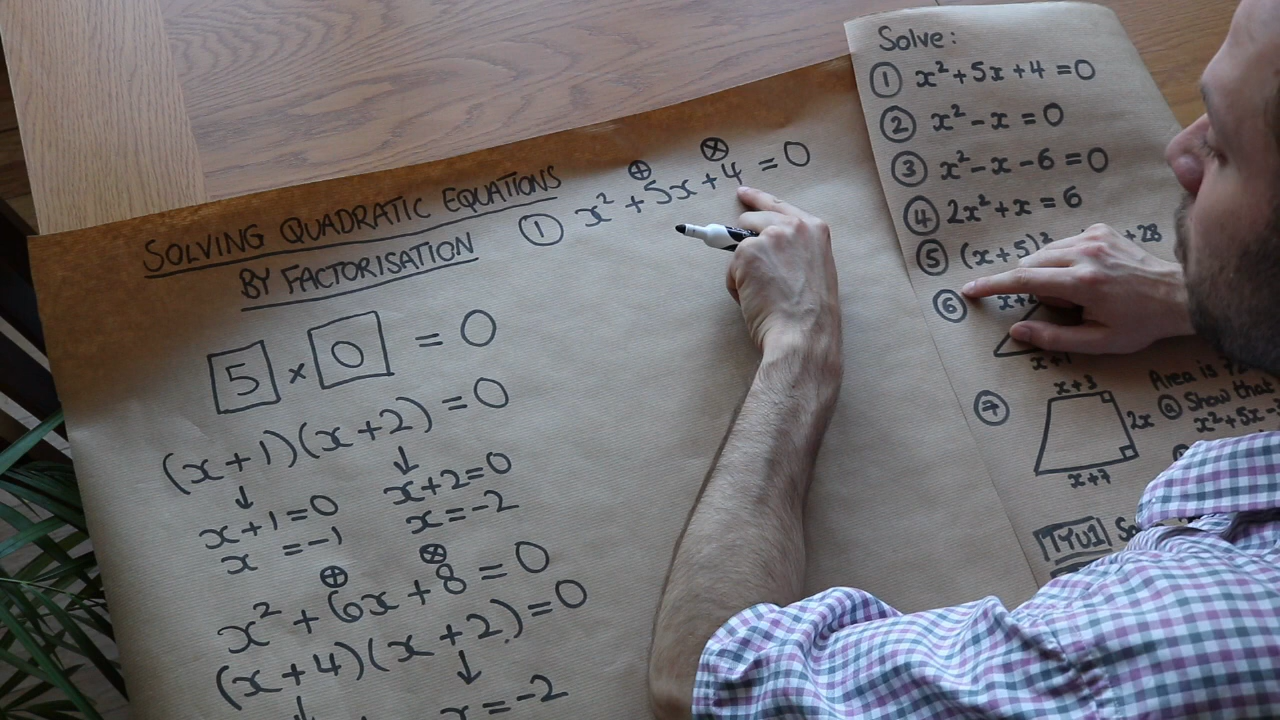 SOLVING QUADRATIC EQUATIONS
BY FACTORISATION
5 × 0 = 0
(x+1)(x+2) = 0
↓ ↓
x+1=0 x+2=0
x =-1 x=-2
⊕ ⊗
x² + 6x + 8 = 0
(x+4)(x+2)=0
↓ ↓
x=-2
⊕ ⊗
① x² + 5x + 4 = 0
Solve:
① x² + 5x + 4 = 0
② x² - x = 0
③ x² - x - 6 = 0
④ 2x² + x = 6
⑤ (x+5)² +28
⑥
⑦
x+3
2x
x+7
Area is
ⓐ Show that
x²+5x-
TYU1